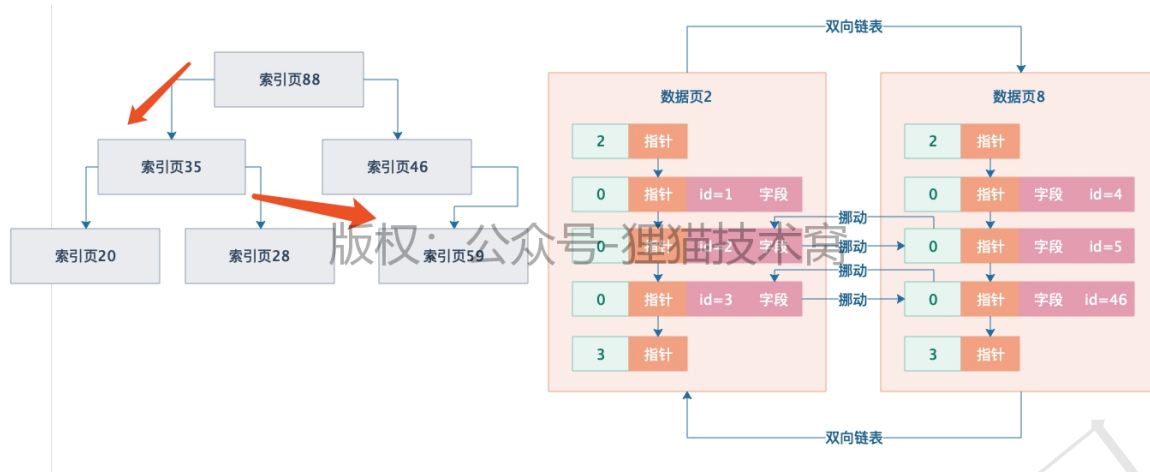 索引页88
索引页35
索引页46
索引页20
索引页28
索引页59
双向链表
数据页2
2 指针
0 指针 id=1 字段
0 指针 id=2 字段
0 指针 id=3 字段
3 指针
挪动
挪动
挪动
挪动
数据页8
2 指针
0 指针 字段 id=4
0 指针 字段 id=5
0 指针 字段 id=46
3 指针
双向链表
版权：公众号-狸猫技术窝